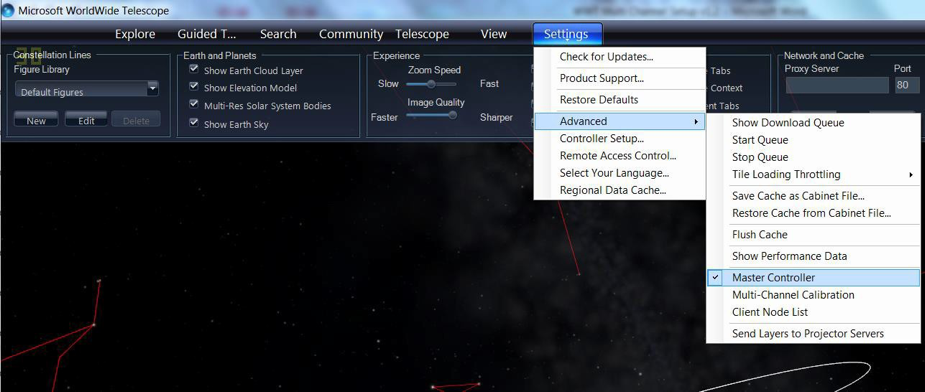 Microsoft WorldWide Telescope
Explore Guided T... Search Community Telescope View Settings
Constellation Lines
Figure Library
Default Figures
New Edit Delete
Earth and Planets
Show Earth Cloud Layer
Show Elevation Model
Multi-Res Solar System Bodies
Show Earth Sky
Experience
Zoom Speed
Slow Fast
Image Quality
Faster Sharper
Tabs
Context
ent Tabs
Network and Cache
Proxy Server Port
80
Check for Updates...
Product Support...
Restore Defaults
Advanced
Controller Setup...
Remote Access Control...
Select Your Language...
Regional Data Cache...
Show Download Queue
Start Queue
Stop Queue
Tile Loading Throttling
Save Cache as Cabinet File...
Restore Cache from Cabinet File...
Flush Cache
Show Performance Data
Master Controller
Multi-Channel Calibration
Client Node List
Send Layers to Projector Servers